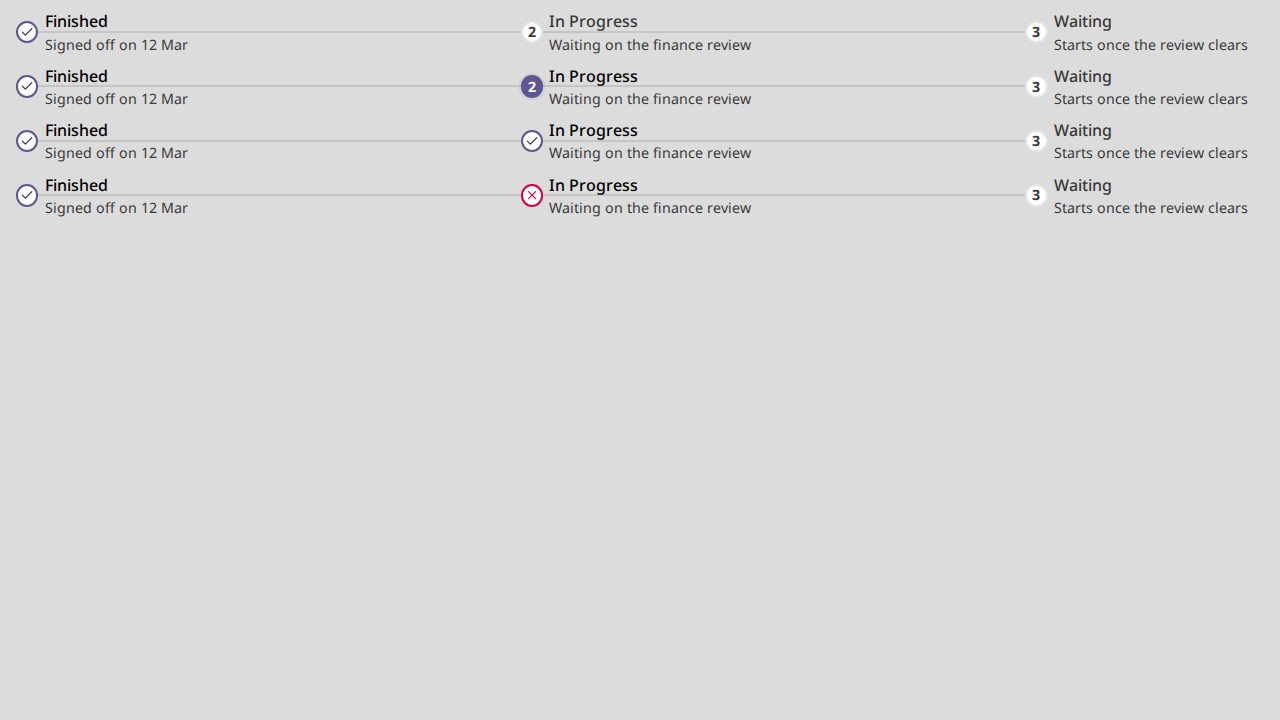 Finished
Signed off on 12 Mar
2
In Progress
Waiting on the finance review
3
Waiting
Starts once the review clears
Finished
Signed off on 12 Mar
2
In Progress
Waiting on the finance review
3
Waiting
Starts once the review clears
Finished
Signed off on 12 Mar
In Progress
Waiting on the finance review
3
Waiting
Starts once the review clears
Finished
Signed off on 12 Mar
In Progress
Waiting on the finance review
3
Waiting
Starts once the review clears